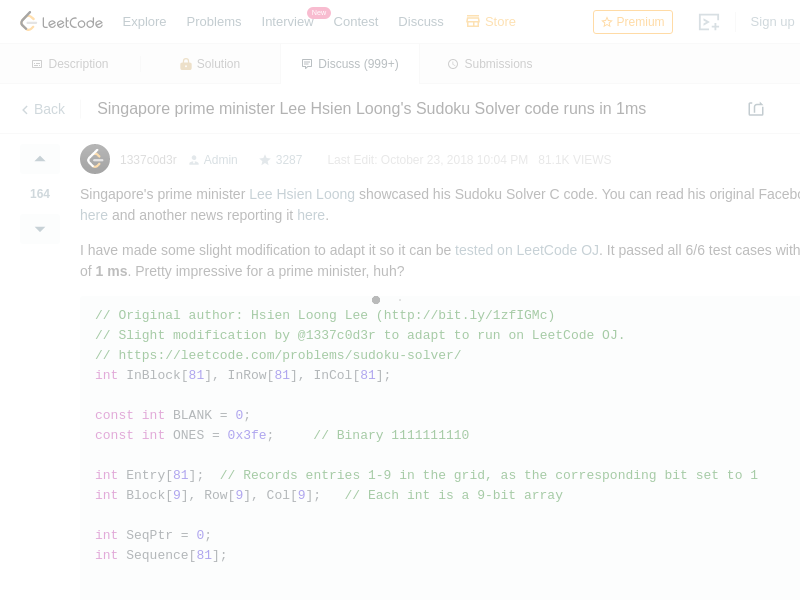 LeetCode Explore Problems Interview New Contest Discuss Store Premium Sign up
Description Solution Discuss (999+) Submissions
Back Singapore prime minister Lee Hsien Loong's Sudoku Solver code runs in 1ms
1337c0d3r Admin 3287 Last Edit: October 23, 2018 10:04 PM 81.1K VIEWS
164
Singapore's prime minister Lee Hsien Loong showcased his Sudoku Solver C code. You can read his original Facebo
here and another news reporting it here.
I have made some slight modification to adapt it so it can be tested on LeetCode OJ. It passed all 6/6 test cases with
of 1 ms. Pretty impressive for a prime minister, huh?
// Original author: Hsien Loong Lee (http://bit.ly/1zfIGMc)
// Slight modification by @1337c0d3r to adapt to run on LeetCode OJ.
// https://leetcode.com/problems/sudoku-solver/
int InBlock[81], InRow[81], InCol[81];
const int BLANK = 0;
const int ONES = 0x3fe;     // Binary 1111111110
int Entry[81];  // Records entries 1-9 in the grid, as the corresponding bit set to 1
int Block[9], Row[9], Col[9];   // Each int is a 9-bit array
int SeqPtr = 0;
int Sequence[81];